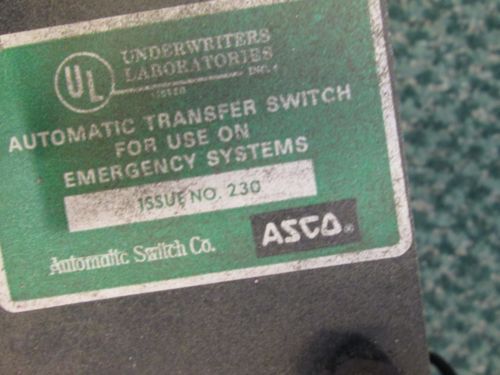 UL
UNDERWRITERS
LABORATORIES
INC.
LISTED
AUTOMATIC TRANSFER SWITCH
FOR USE ON
EMERGENCY SYSTEMS
ISSUE NO. 230
Automatic Switch Co.
ASCO®